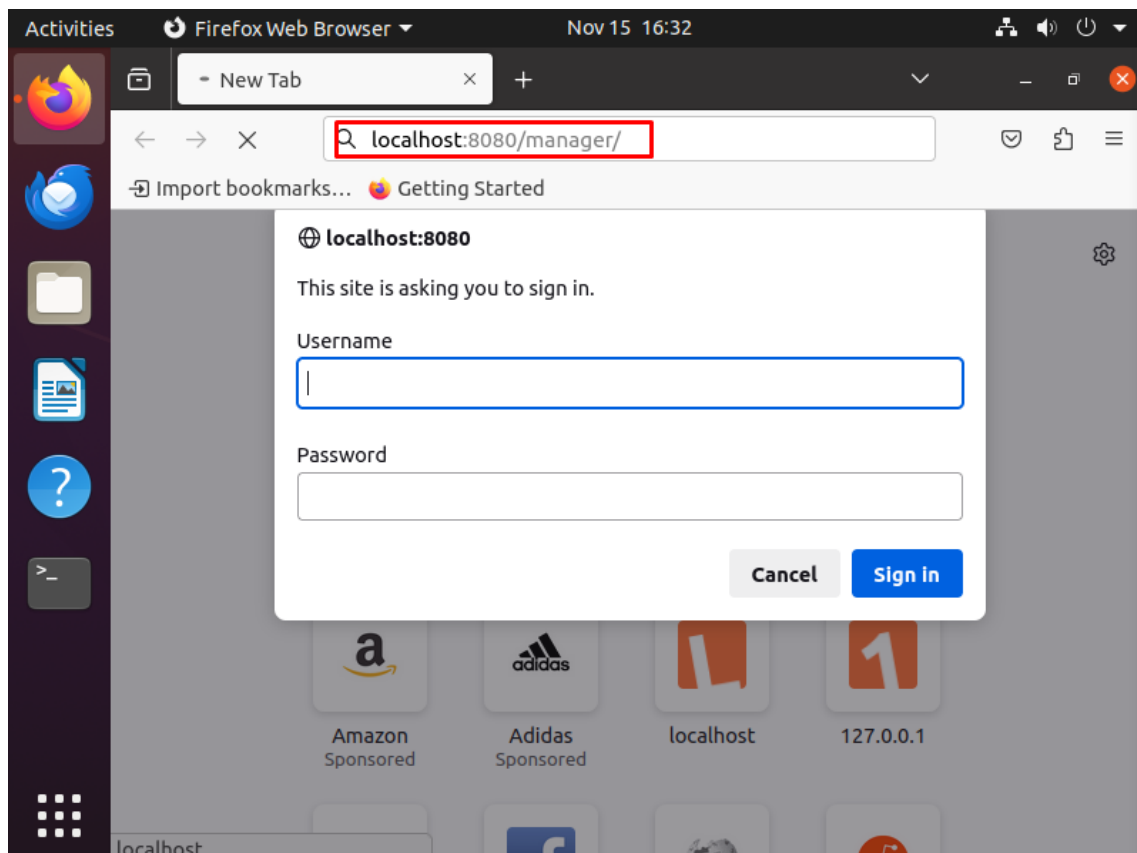 Activities Firefox Web Browser Nov 15 16:32
New Tab
localhost:8080/manager/
Import bookmarks... Getting Started
localhost:8080
This site is asking you to sign in.
Username
Password
Cancel Sign in
a adidas L 1
Amazon Adidas localhost 127.0.0.1
Sponsored Sponsored
localhost